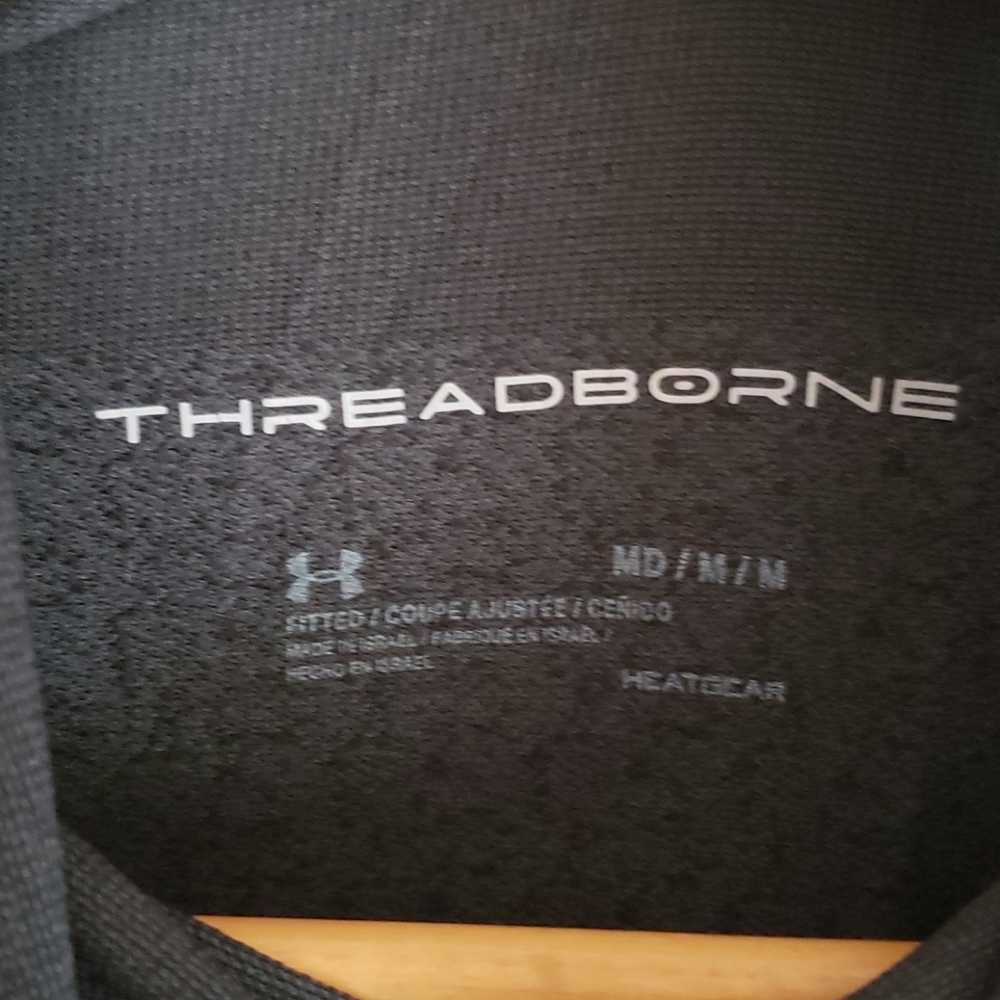 THREADBORNE
MD / M / M
FITTED / COUPE AJUSTÉE / CEÑIDO
MADE IN ISRAEL / FABRIQUÉ EN ISRAËL /
HECHO EN ISRAEL
HEATGEAR